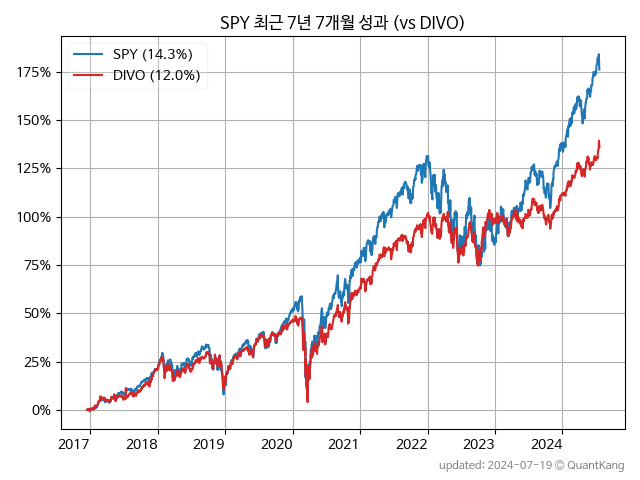 SPY 최근 7년 7개월 성과 (vs DIVO)
SPY (14.3%)
DIVO (12.0%)
175%
150%
125%
100%
75%
50%
25%
0%
2017 2018 2019 2020 2021 2022 2023 2024
updated: 2024-07-19 © QuantKang